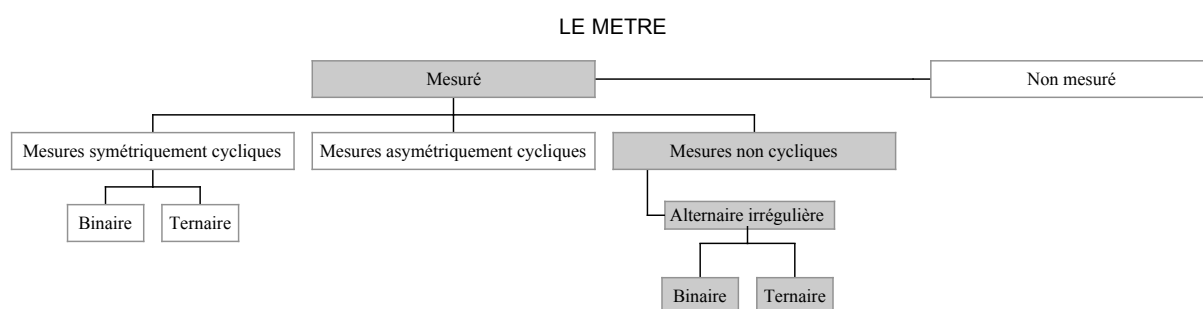 LE METRE
Mesuré
Non mesuré
Mesures symétriquement cycliques
Mesures asymétriquement cycliques
Mesures non cycliques
Binaire
Ternaire
Alternaire irrégulière
Binaire
Ternaire